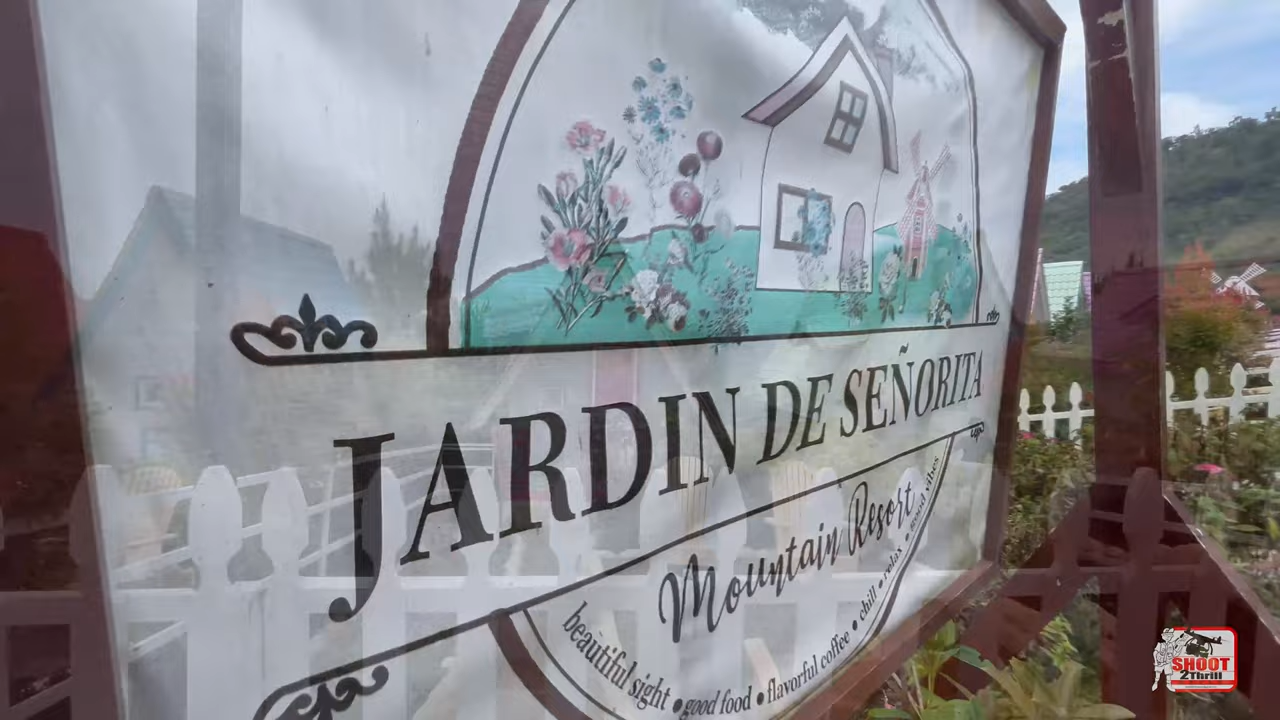 JARDIN DE SEÑORITA
Mountain Resort
beautiful sight • good food • flavorful coffee • chill • relax • good vibes
SHOOT
2Thrill